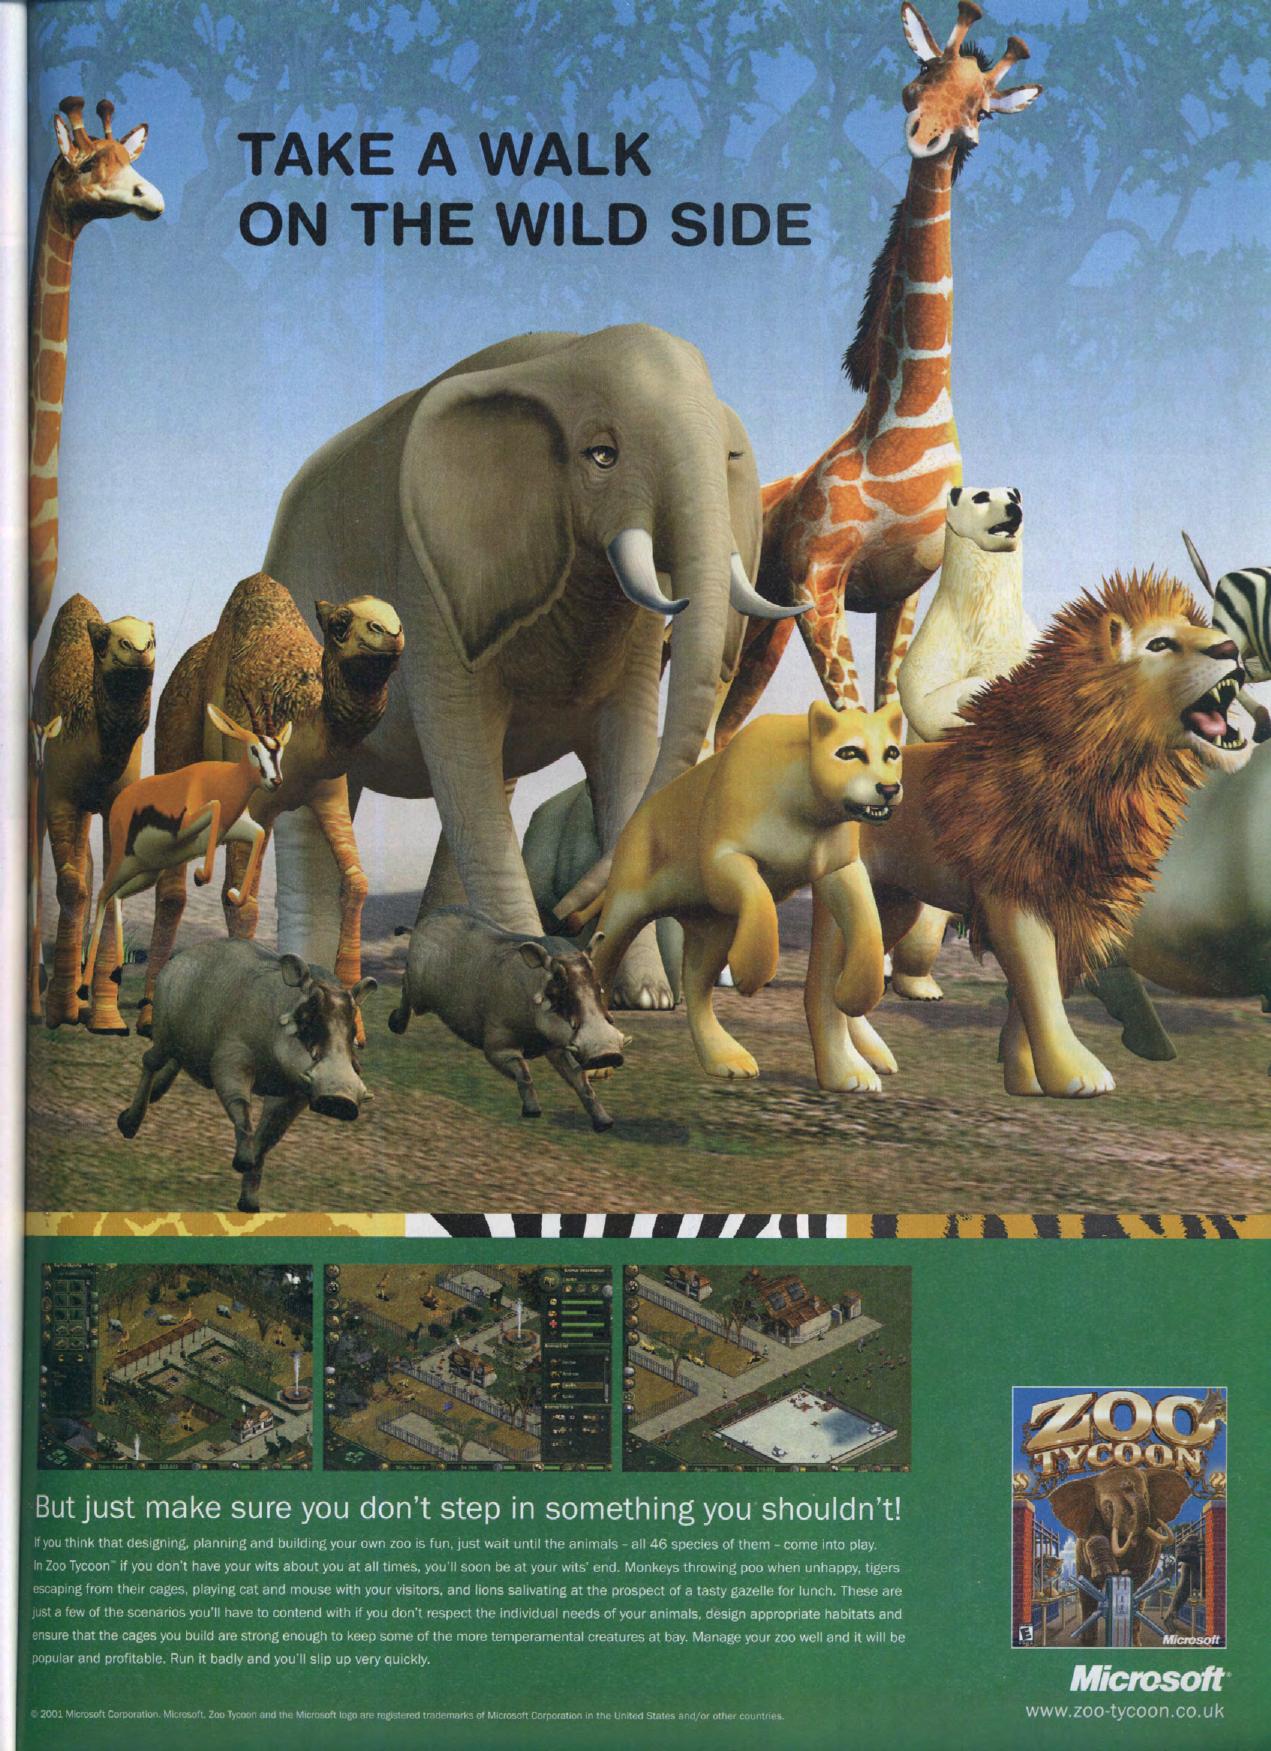 TAKE A WALK
ON THE WILD SIDE
But just make sure you don't step in something you shouldn't!
If you think that designing, planning and building your own zoo is fun, just wait until the animals – all 46 species of them – come into play.
In Zoo Tycoon™ if you don't have your wits about you at all times, you'll soon be at your wits' end. Monkeys throwing poo when unhappy, tigers
escaping from their cages, playing cat and mouse with your visitors, and lions salivating at the prospect of a tasty gazelle for lunch. These are
just a few of the scenarios you'll have to contend with if you don't respect the individual needs of your animals, design appropriate habitats and
ensure that the cages you build are strong enough to keep some of the more temperamental creatures at bay. Manage your zoo well and it will be
popular and profitable. Run it badly and you'll slip up very quickly.
ZOO
TYCOON
E
Microsoft
Microsoft®
www.zoo-tycoon.co.uk
© 2001 Microsoft Corporation. Microsoft, Zoo Tycoon and the Microsoft logo are registered trademarks of Microsoft Corporation in the United States and/or other countries.